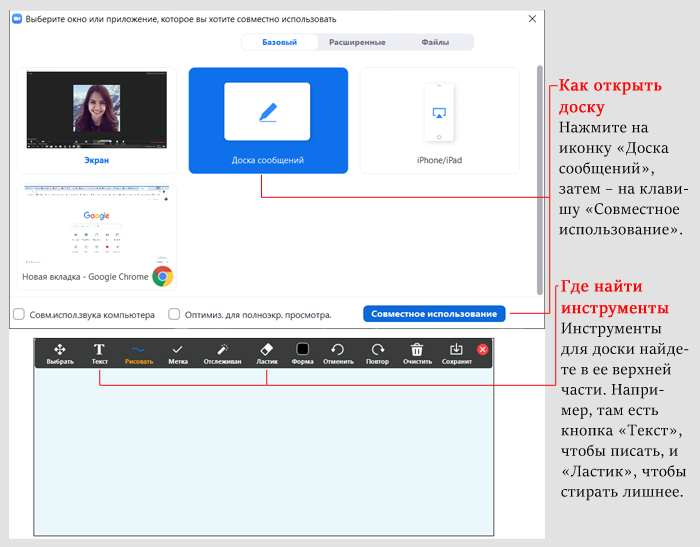 Выберите окно или приложение, которое вы хотите совместно использовать
Базовый Расширенные Файлы
Экран
Доска сообщений
iPhone/iPad
Google
Новая вкладка - Google Chrome
Совм.испол.звука компьютера
Оптимиз. для полноэкр. просмотра.
Совместное использование
Как открыть
доску
Нажмите на
иконку «Доска
сообщений»,
затем – на клави-
шу «Совместное
использование».
Выбрать Текст Рисовать Метка Отслеживан Ластик Форма Отменить Повтор Очистить Сохранит
Где найти
инструменты
Инструменты
для доски найде-
те в ее верхней
части. Напри-
мер, там есть
кнопка «Текст»,
чтобы писать, и
«Ластик», чтобы
стирать лишнее.